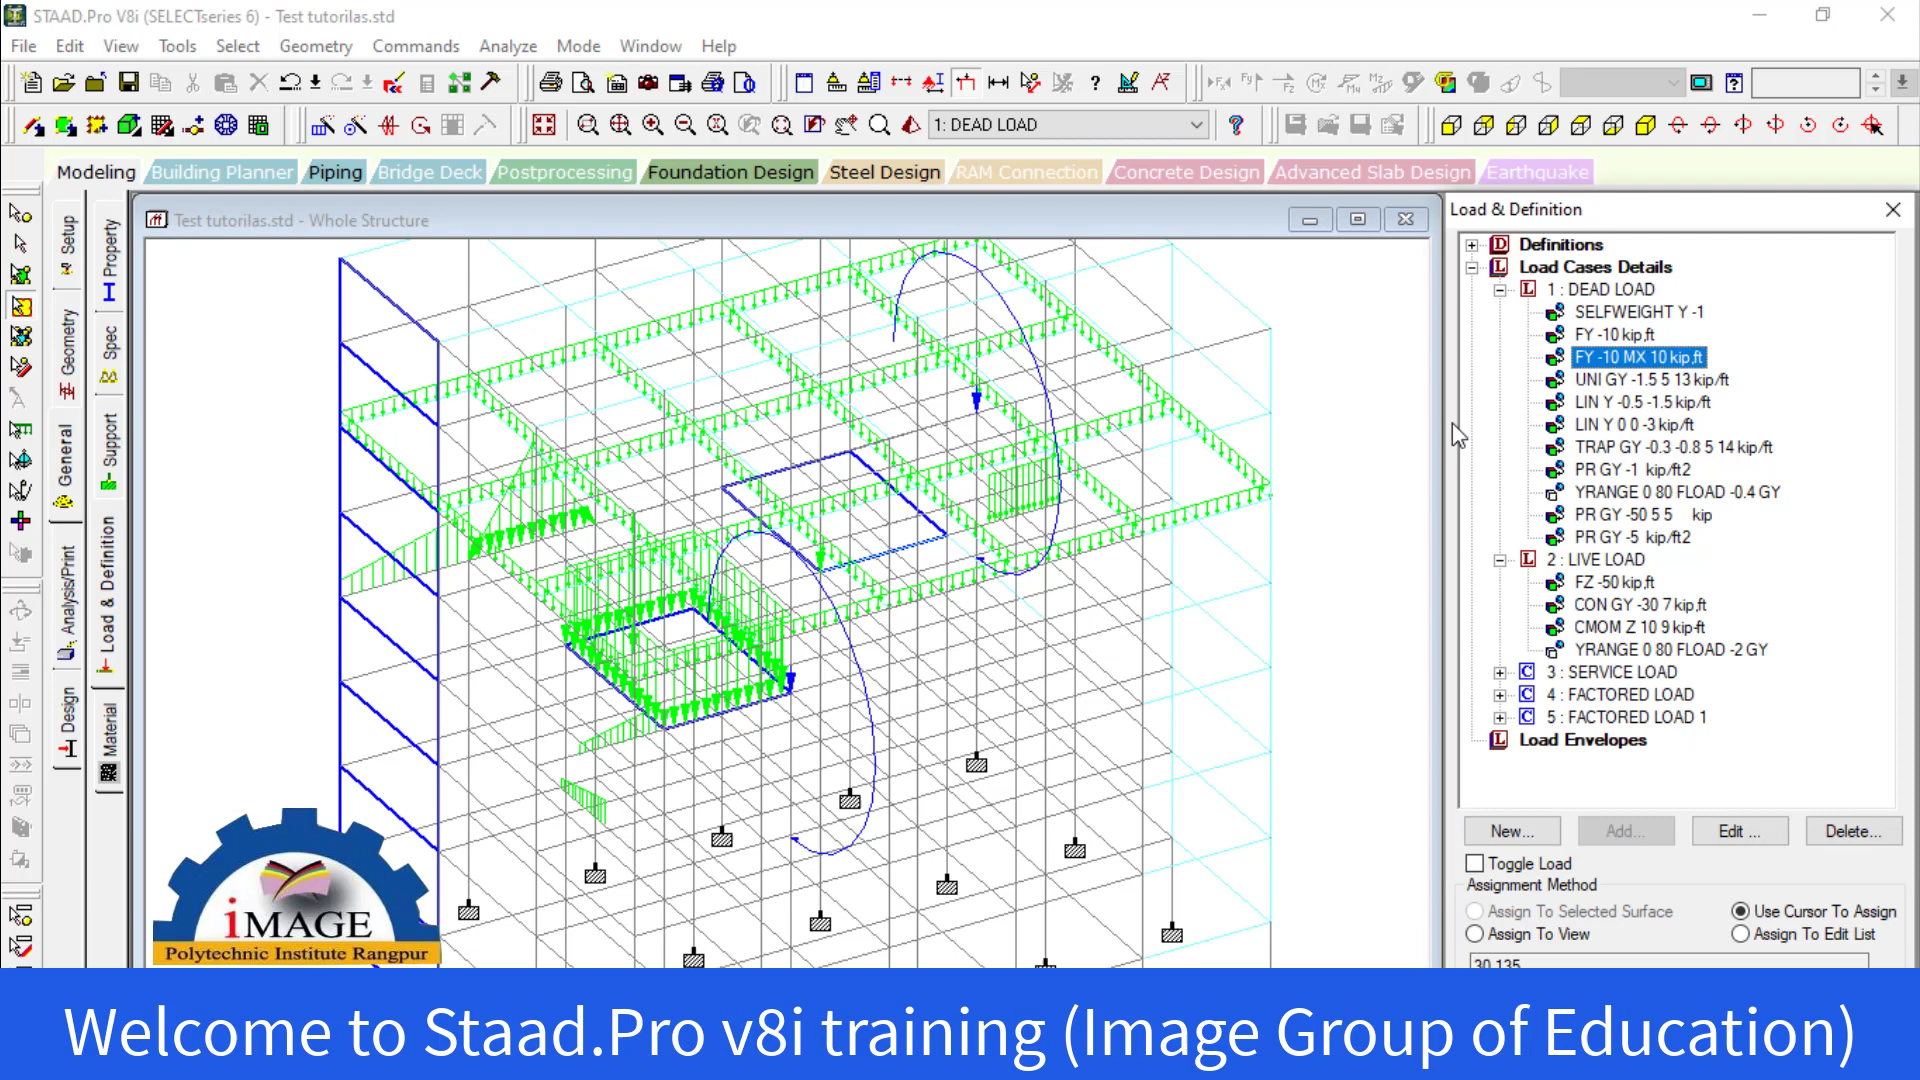 STAAD.Pro V8i (SELECTseries 6) - Test tutorilas.std
File Edit View Tools Select Geometry Commands Analyze Mode Window Help
1: DEAD LOAD
Modeling Building Planner Piping Bridge Deck Postprocessing Foundation Design Steel Design RAM Connection Concrete Design Advanced Slab Design Earthquake
Setup
Geometry
General
Analysis/Print
Design
Property
Spec
Support
Load & Definition
Material
Test tutorilas.std - Whole Structure
Load & Definition
Definitions
Load Cases Details
1 : DEAD LOAD
SELFWEIGHT Y -1
FY -10 kip,ft
FY -10 MX 10 kip,ft
UNI GY -1.5 5 13 kip/ft
LIN Y -0.5 -1.5 kip/ft
LIN Y 0 0 -3 kip/ft
TRAP GY -0.3 -0.8 5 14 kip/ft
PR GY -1 kip/ft2
YRANGE 0 80 FLOAD -0.4 GY
PR GY -50 5 5 kip
PR GY -5 kip/ft2
2 : LIVE LOAD
FZ -50 kip,ft
CON GY -30 7 kip,ft
CMOM Z 10 9 kip-ft
YRANGE 0 80 FLOAD -2 GY
3 : SERVICE LOAD
4 : FACTORED LOAD
5 : FACTORED LOAD 1
Load Envelopes
New... Add... Edit ... Delete...
Toggle Load
Assignment Method
Assign To Selected Surface Use Cursor To Assign
Assign To View Assign To Edit List
30 135
iMAGE
Polytechnic Institute Rangpur
Welcome to Staad.Pro v8i training (Image Group of Education)